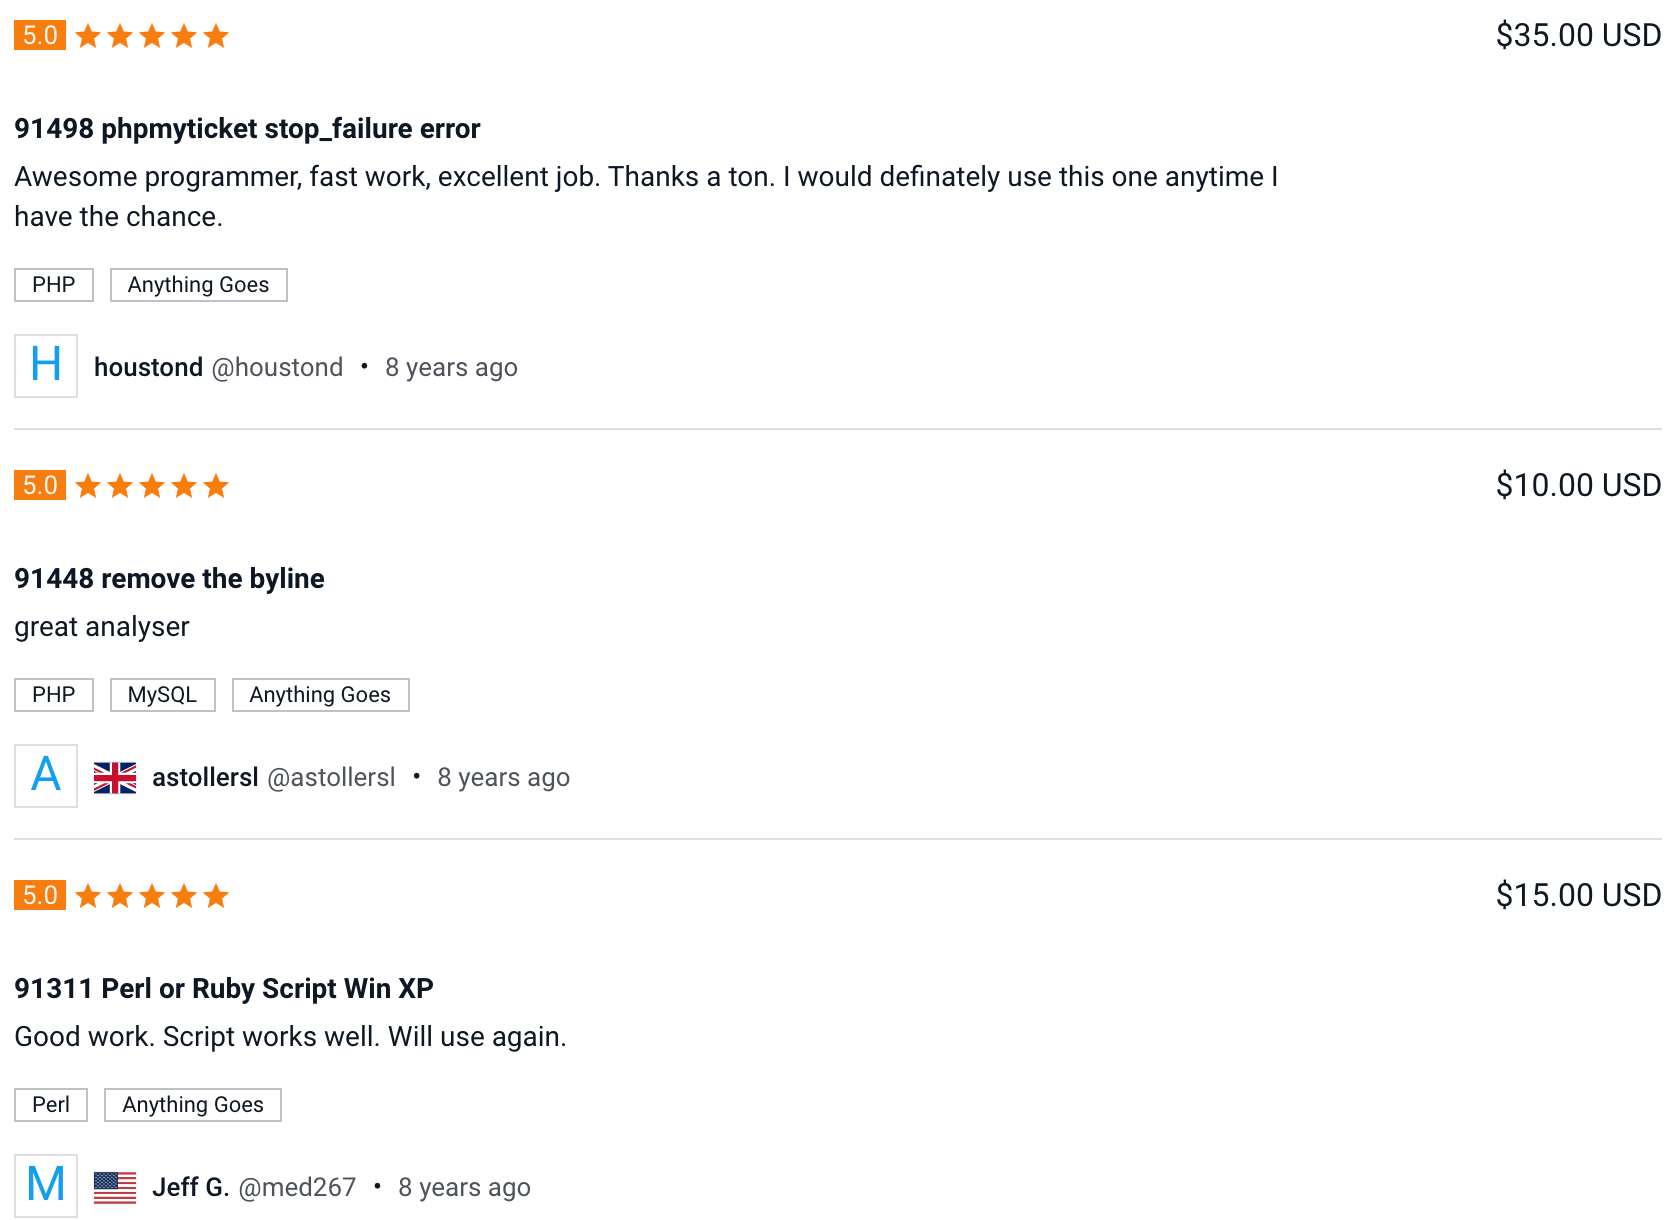 5.0 $35.00 USD
91498 phpmyticket stop_failure error
Awesome programmer, fast work, excellent job. Thanks a ton. I would definately use this one anytime I
have the chance.
PHP Anything Goes
H houstond @houstond • 8 years ago
5.0 $10.00 USD
91448 remove the byline
great analyser
PHP MySQL Anything Goes
A astollersl @astollersl • 8 years ago
5.0 $15.00 USD
91311 Perl or Ruby Script Win XP
Good work. Script works well. Will use again.
Perl Anything Goes
M Jeff G. @med267 • 8 years ago